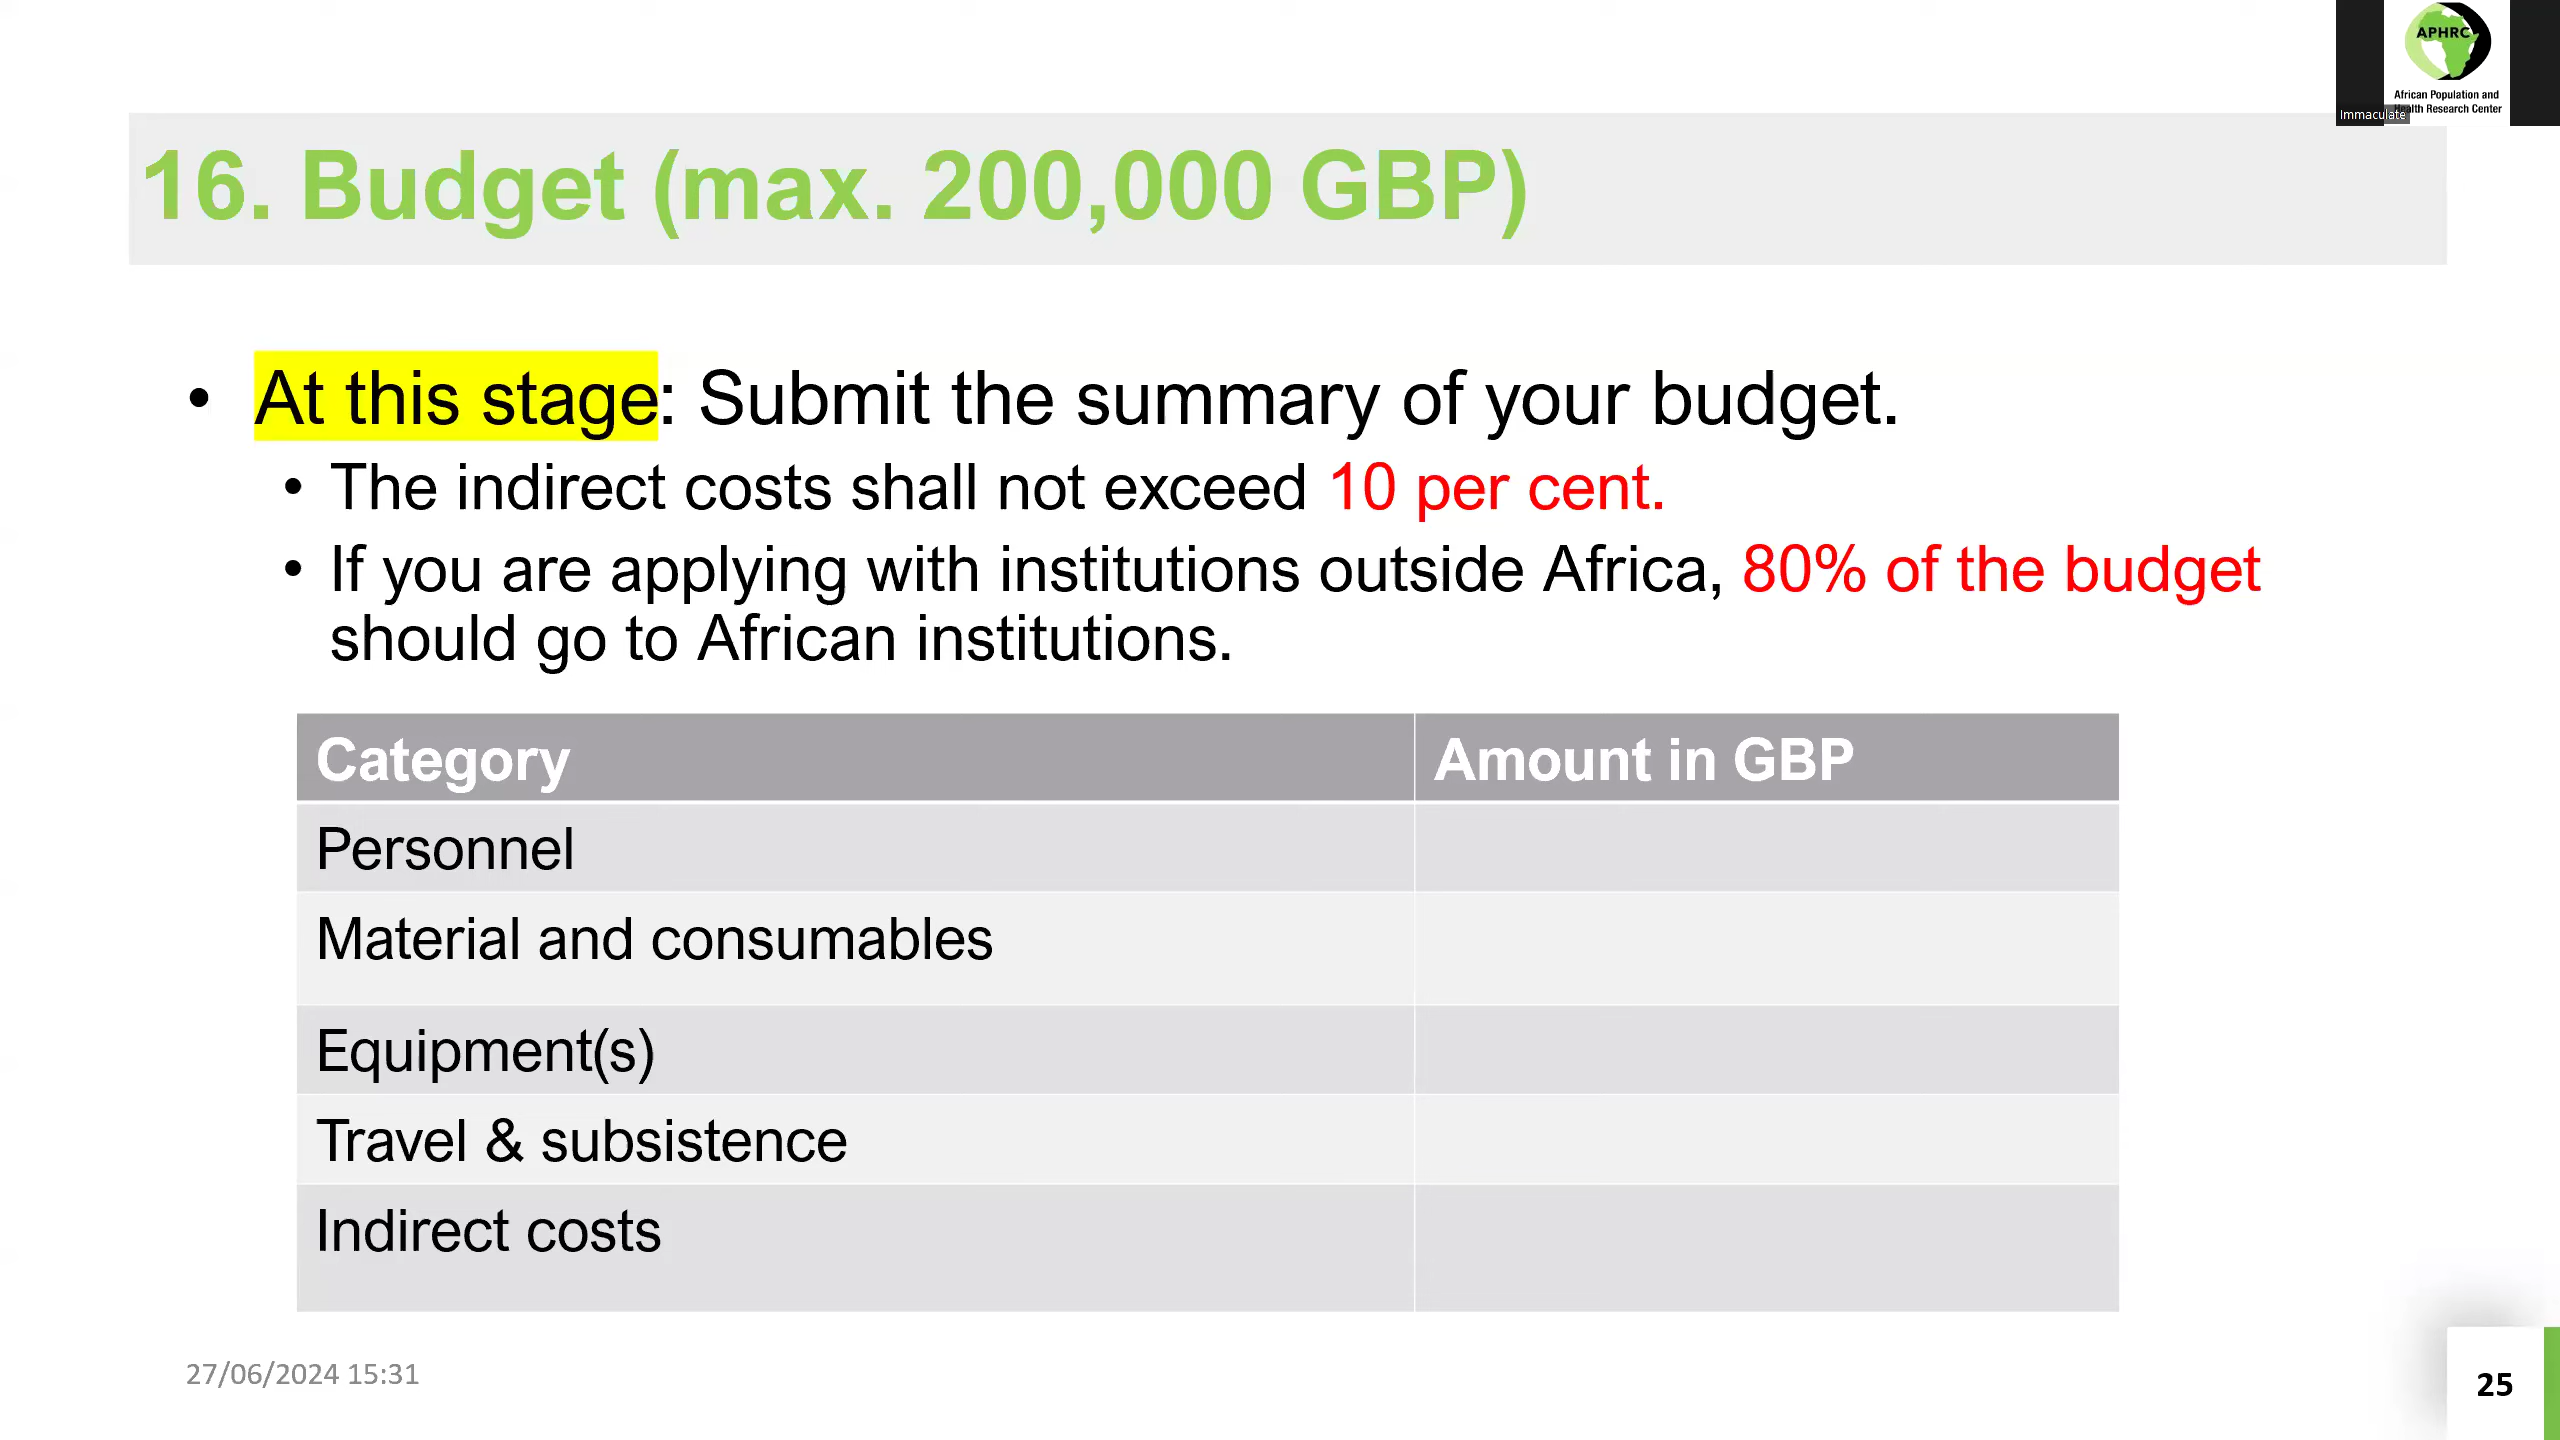 APHRC
African Population and
Health Research Center
Immaculate
16. Budget (max. 200,000 GBP)
• At this stage: Submit the summary of your budget.
• The indirect costs shall not exceed 10 per cent.
• If you are applying with institutions outside Africa, 80% of the budget
should go to African institutions.
Category Amount in GBP
Personnel
Material and consumables
Equipment(s)
Travel & subsistence
Indirect costs
27/06/2024 15:31
25